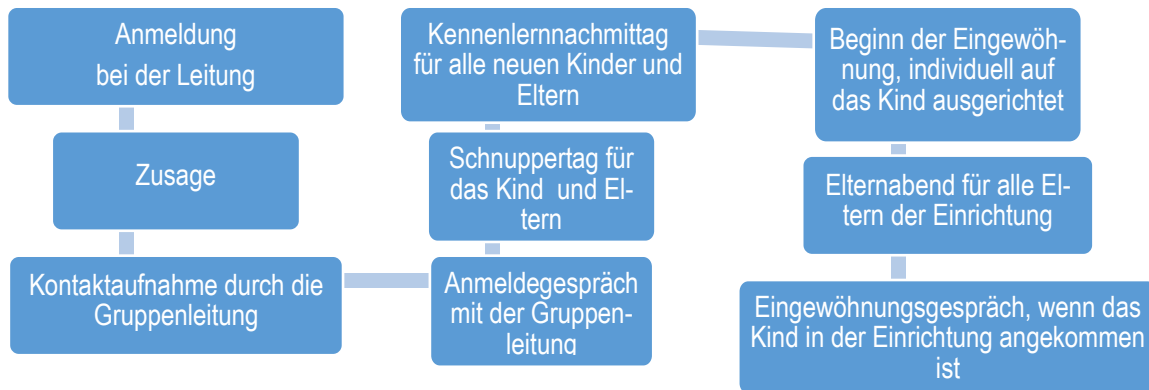 Anmeldung
bei der Leitung
Zusage
Kontaktaufnahme durch die
Gruppenleitung
Anmeldegespräch
mit der Gruppen-
leitung
Schnuppertag für
das Kind  und El-
tern
Kennenlernnachmittag
für alle neuen Kinder und
Eltern
Beginn der Eingewöh-
nung, individuell auf
das Kind ausgerichtet
Elternabend für alle El-
tern der Einrichtung
Eingewöhnungsgespräch, wenn das
Kind in der Einrichtung angekommen
ist